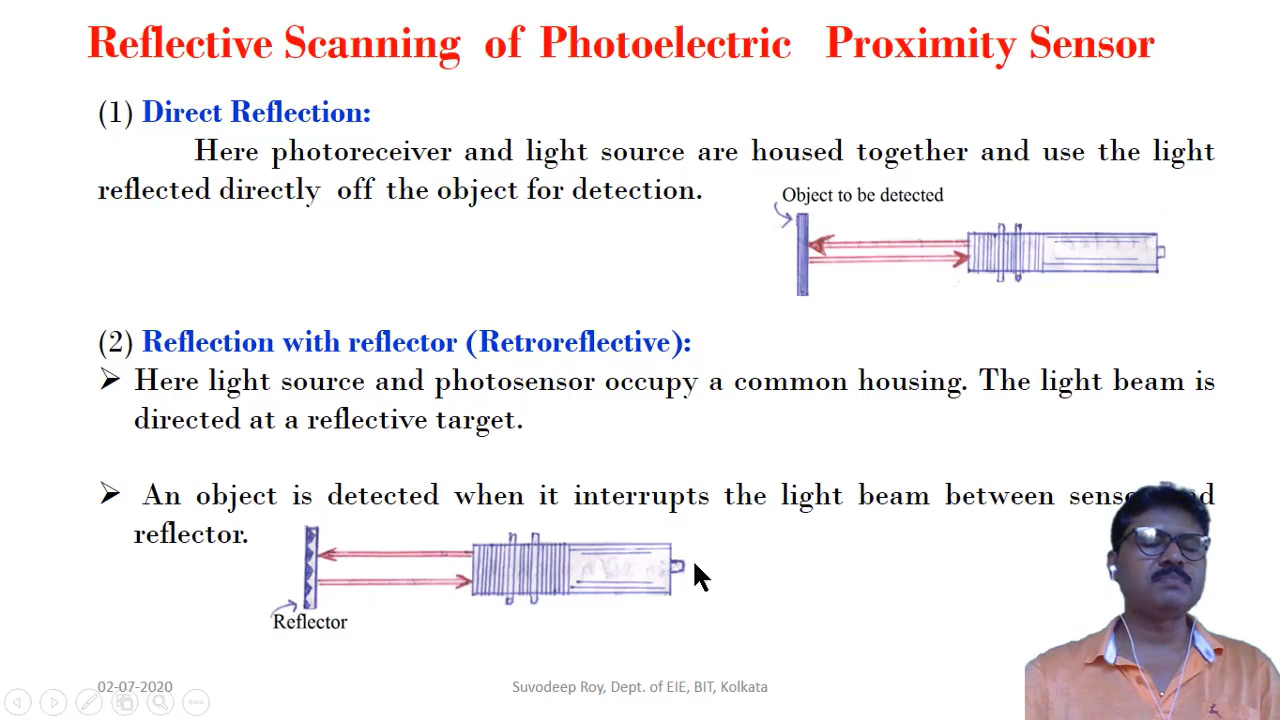 Reflective Scanning of Photoelectric Proximity Sensor
(1) Direct Reflection:
Here photoreceiver and light source are housed together and use the light
reflected directly off the object for detection.
Object to be detected
(2) Reflection with reflector (Retroreflective):
➢ Here light source and photosensor occupy a common housing. The light beam is
directed at a reflective target.
➢ An object is detected when it interrupts the light beam between
reflector.
Reflector
02-07-2020
Suvodeep Roy, Dept. of EIE, BIT, Kolkata